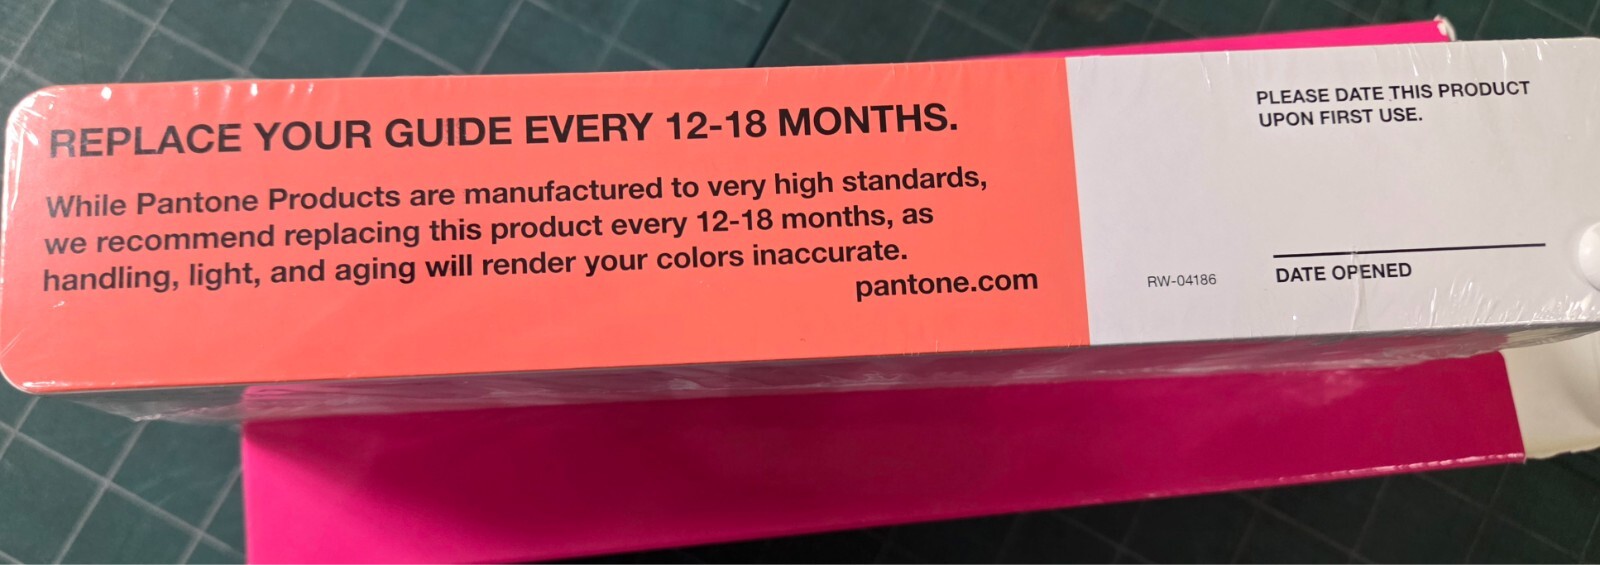 REPLACE YOUR GUIDE EVERY 12-18 MONTHS.
While Pantone Products are manufactured to very high standards,
we recommend replacing this product every 12-18 months, as
handling, light, and aging will render your colors inaccurate.
pantone.com
PLEASE DATE THIS PRODUCT
UPON FIRST USE.
RW-04186
DATE OPENED